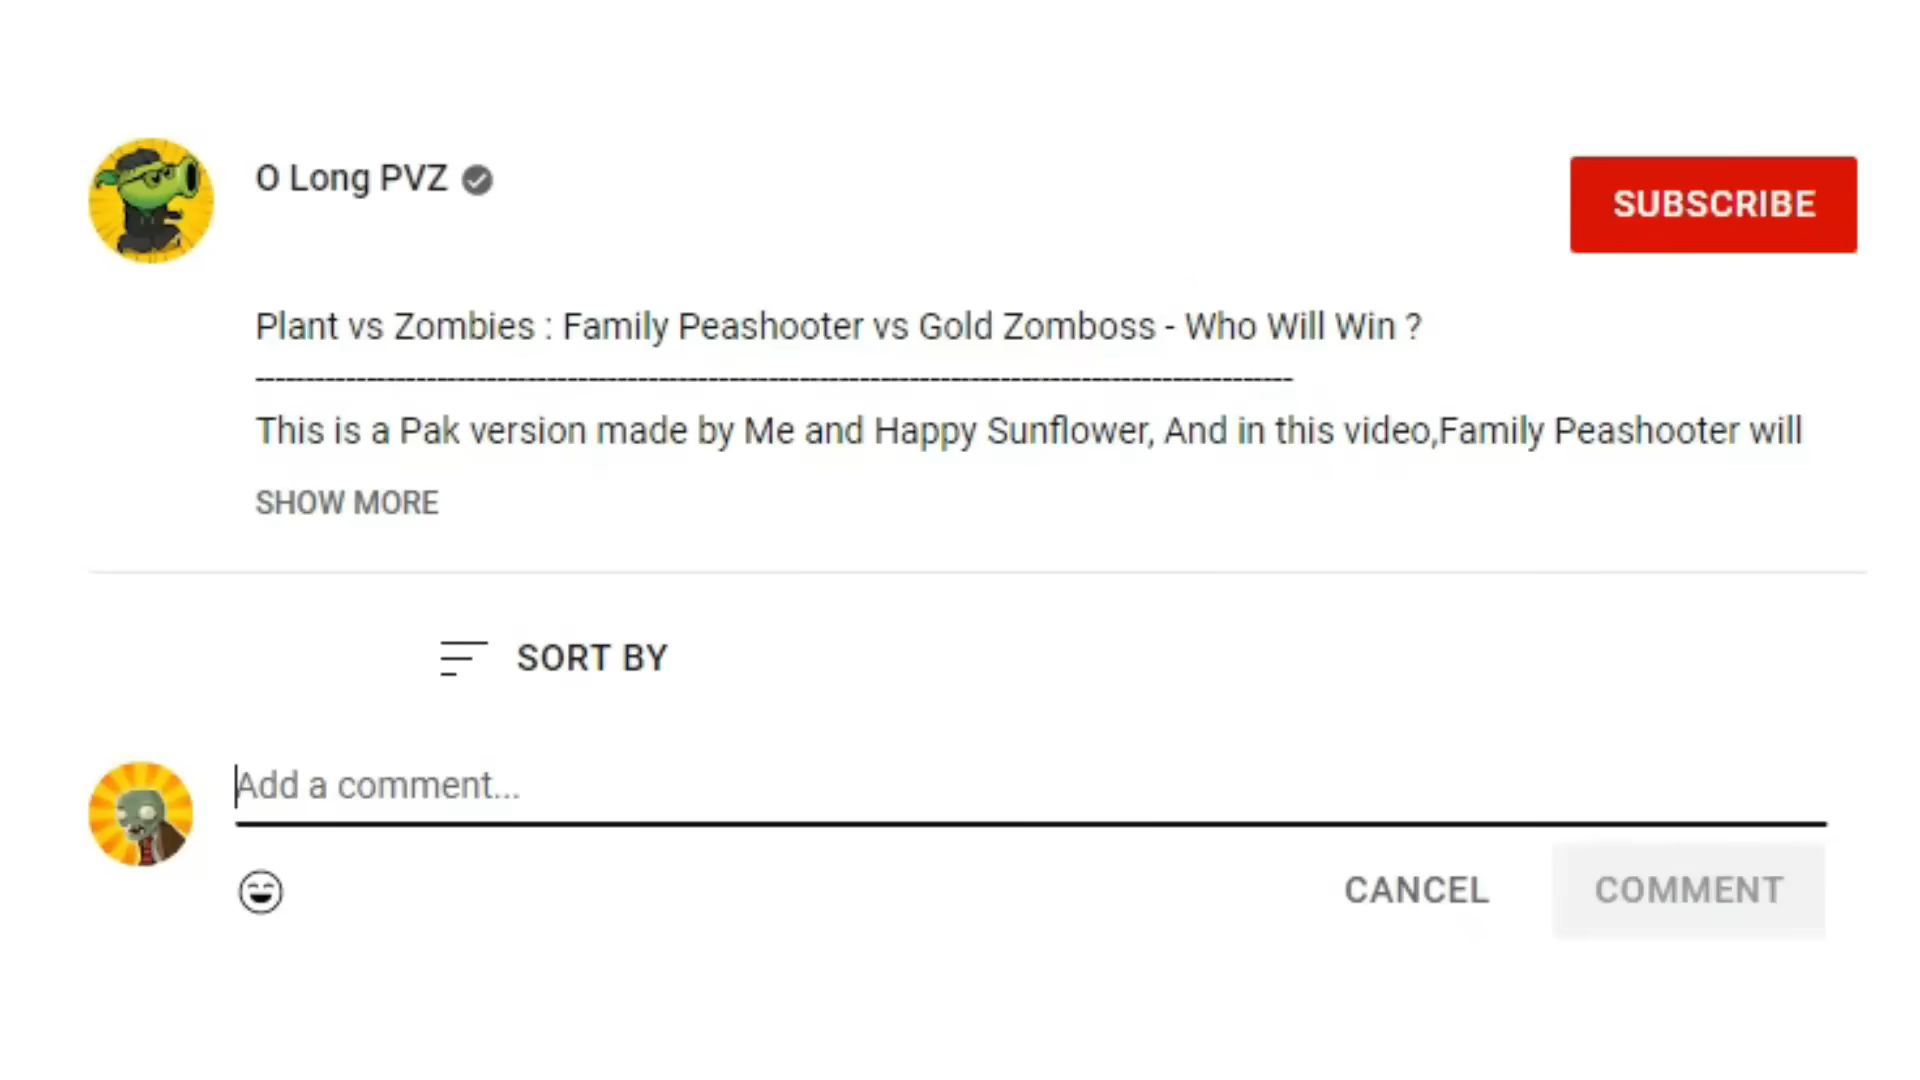 O Long PVZ
SUBSCRIBE
Plant vs Zombies : Family Peashooter vs Gold Zomboss - Who Will Win ?
----------------------------------------------------------------------------------------------------
This is a Pak version made by Me and Happy Sunflower, And in this video,Family Peashooter will
SHOW MORE
SORT BY
Add a comment...
CANCEL
COMMENT